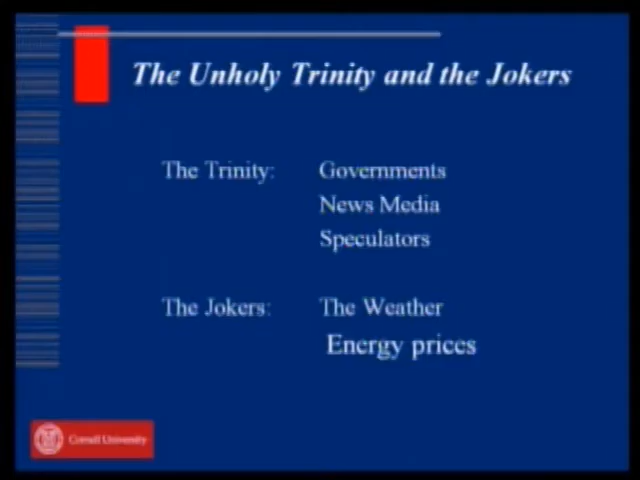 The Unholy Trinity and the Jokers
The Trinity: Governments
News Media
Speculators
The Jokers: The Weather
Energy prices
Cornell University